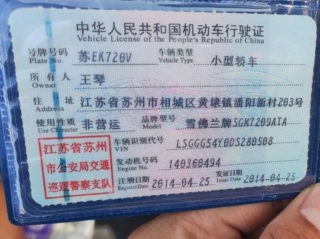 中华人民共和国机动车行驶证
Vehicle License of the People's Republic of China
号牌号码 苏EK720V 车辆类型 小型轿车
Plate No. Vehicle Type
所有人 王琴
Owner
住址 江苏省苏州市相城区黄埭镇潘阳新村203号
Address
使用性质 非营运 品牌型号 雪佛兰牌SGM7209ATA
Use Character Model
江苏省苏州市公安局交通巡逻警察支队
车辆识别代号 LSGGG54Y0DS280508
VIN
发动机号码 140360494
Engine No.
注册日期 2014-04-25 发证日期 2014-04-25
Register Date Issue Date